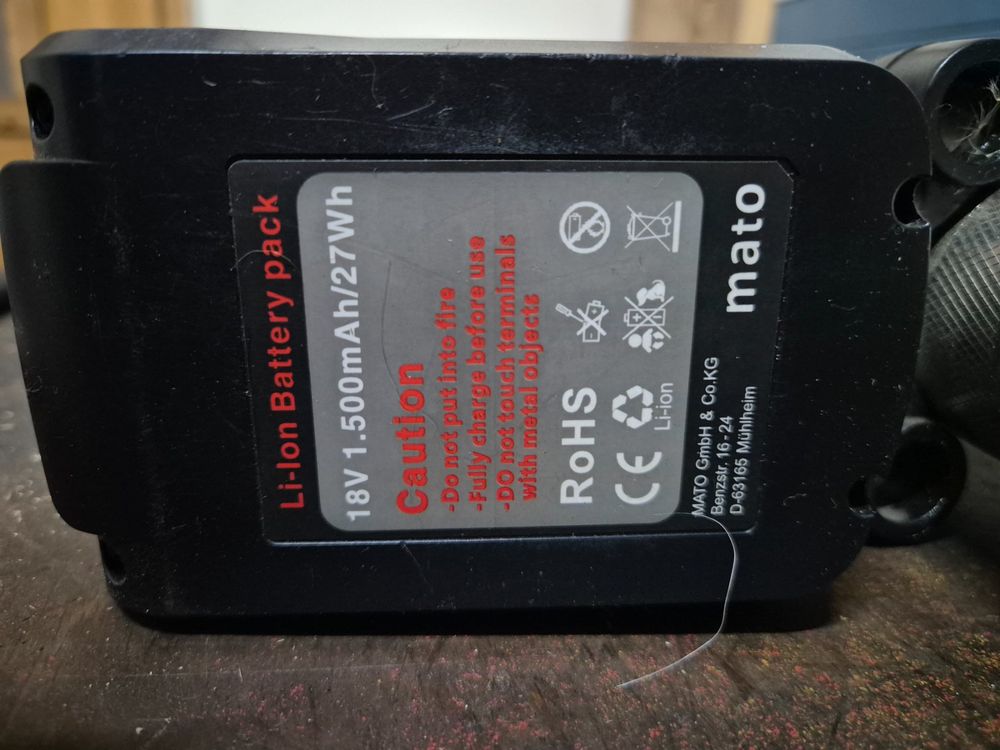 Li-Ion Battery pack
18V 1.500mAh/27Wh
Caution
-Do not put into fire
-Fully charge before use
-DO not touch terminals
with metal objects
RoHS
CE
Li-ion
MATO GmbH & Co.KG
Benzstr. 16 - 24
D-63165 Mühlheim
mato